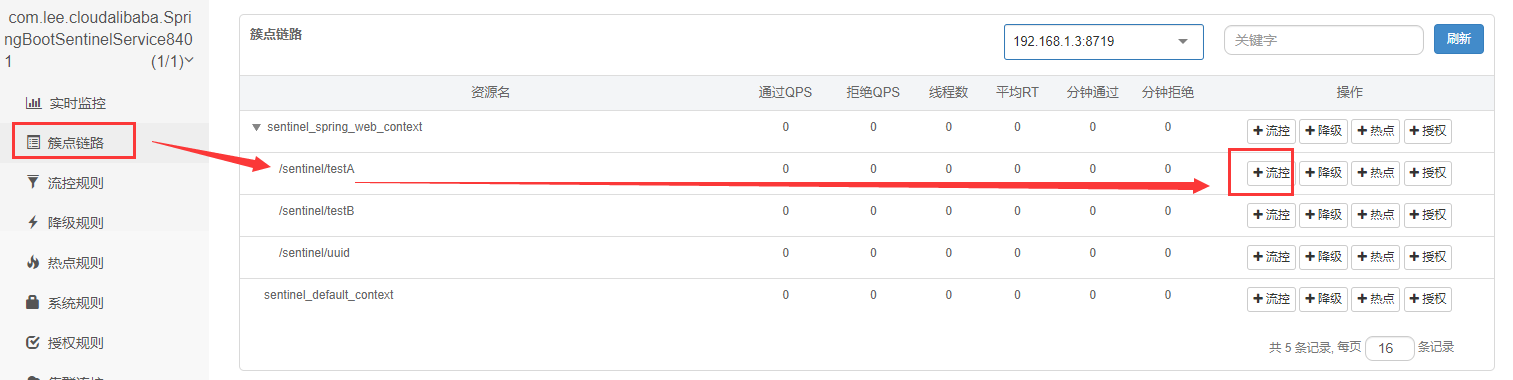 com.lee.cloudalibaba.Spri
ngBootSentinelService840
1 (1/1)
实时监控
簇点链路
流控规则
降级规则
热点规则
系统规则
授权规则
簇点链路
192.168.1.3:8719
关键字
刷新
资源名 通过QPS 拒绝QPS 线程数 平均RT 分钟通过 分钟拒绝 操作
sentinel_spring_web_context 0 0 0 0 0 0 流控 降级 热点 授权
/sentinel/testA 0 0 0 0 0 0 流控 降级 热点 授权
/sentinel/testB 0 0 0 0 0 0 流控 降级 热点 授权
/sentinel/uuid 0 0 0 0 0 0 流控 降级 热点 授权
sentinel_default_context 0 0 0 0 0 0 流控 降级 热点 授权
共 5 条记录, 每页 16 条记录